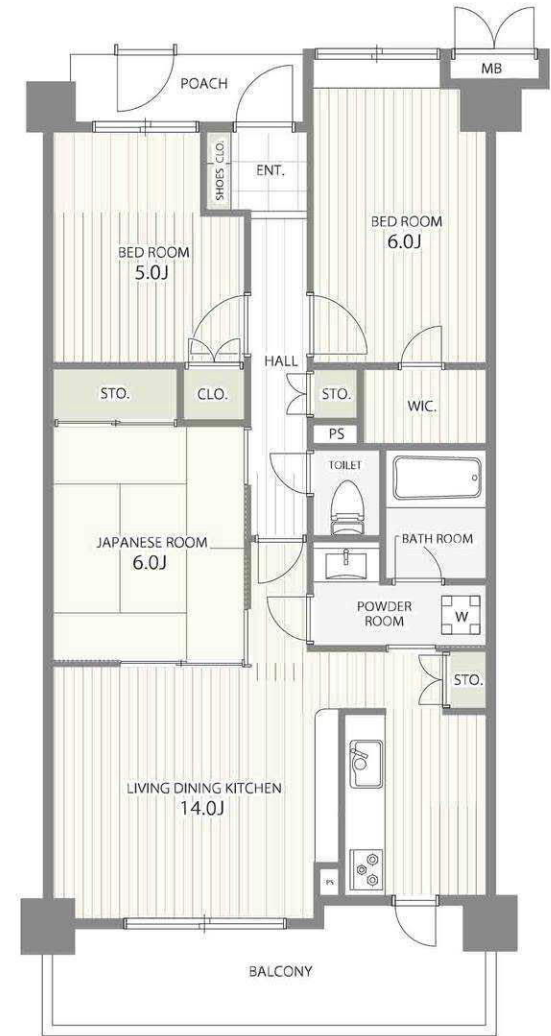 MB
POACH
SHOES CLO.
ENT.
BED ROOM
6.0J
BED ROOM
5.0J
HALL
STO.
CLO.
STO.
WIC.
PS
TOILET
JAPANESE ROOM
6.0J
BATH ROOM
POWDER
ROOM
W
STO.
LIVING DINING KITCHEN
14.0J
PS
BALCONY